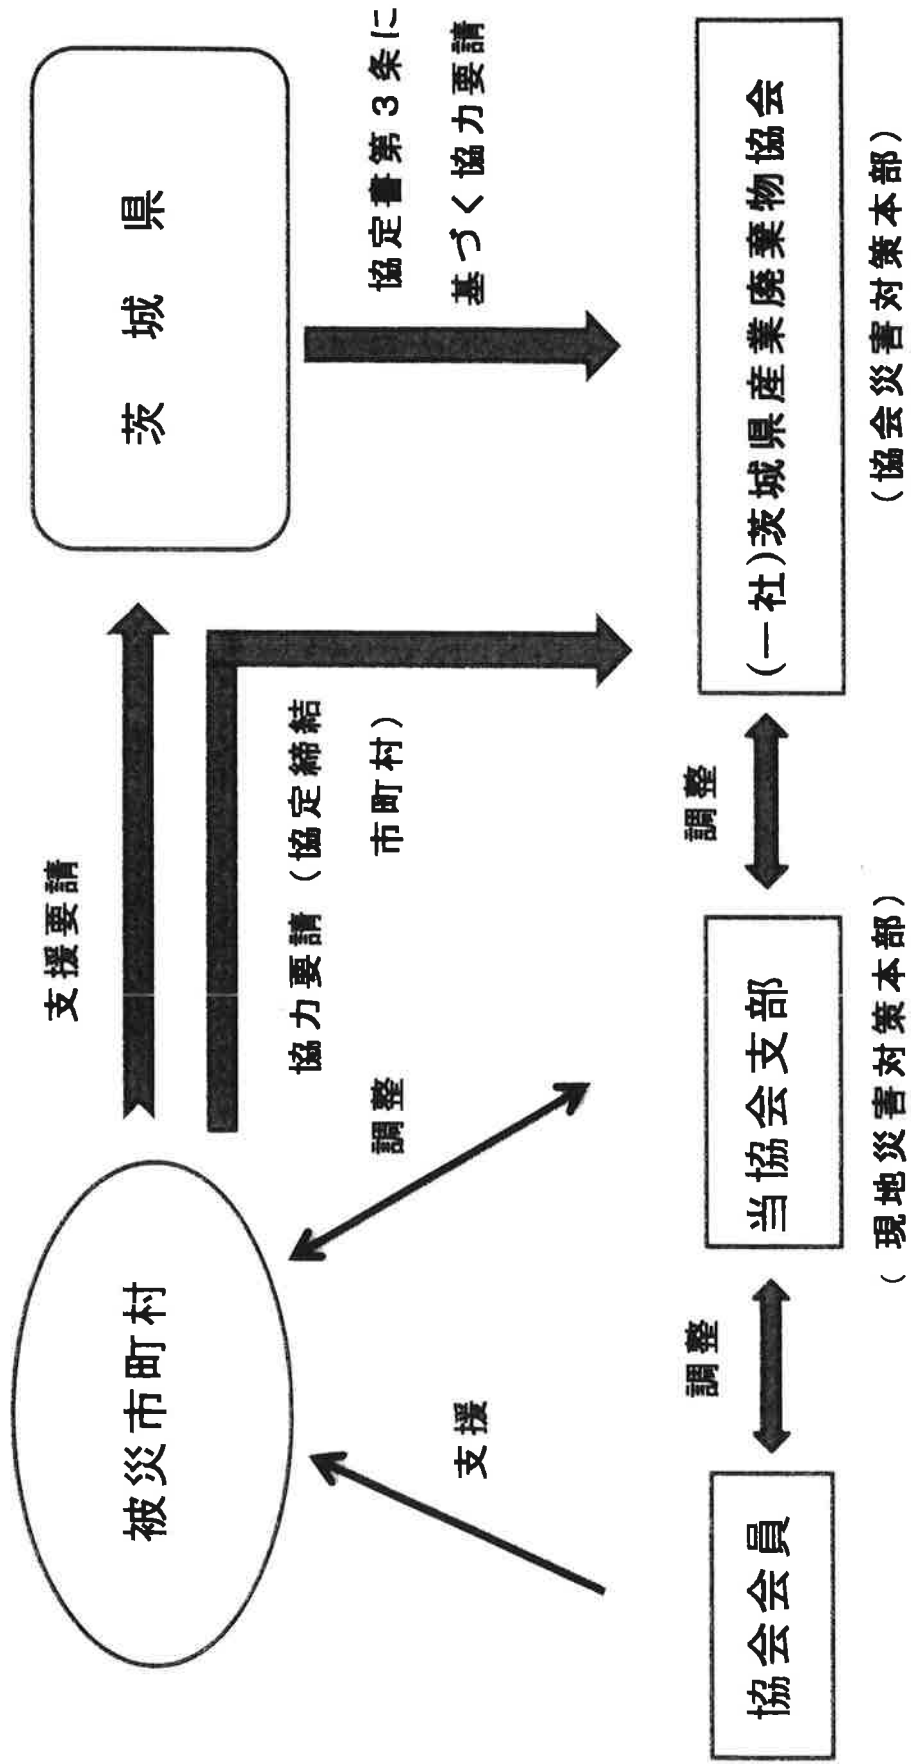 支援要請
被災市町村
茨城県
協力要請（協定締結
市町村）
協定書第３条に
基づく協力要請
調整
支援
調整
調整
協会会員
当協会支部
(一社)茨城県産業廃棄物協会
（現地災害対策本部）
（協会災害対策本部）